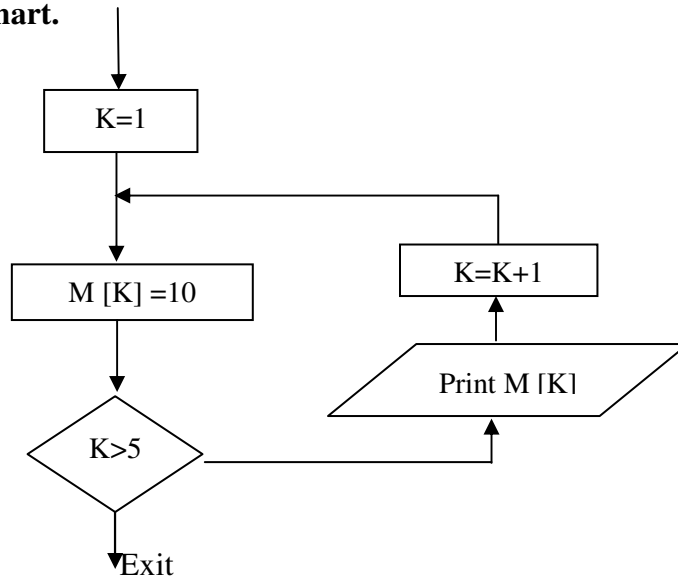 hart.
K=1
M [K] =10
K>5
Exit
Print M [K]
K=K+1